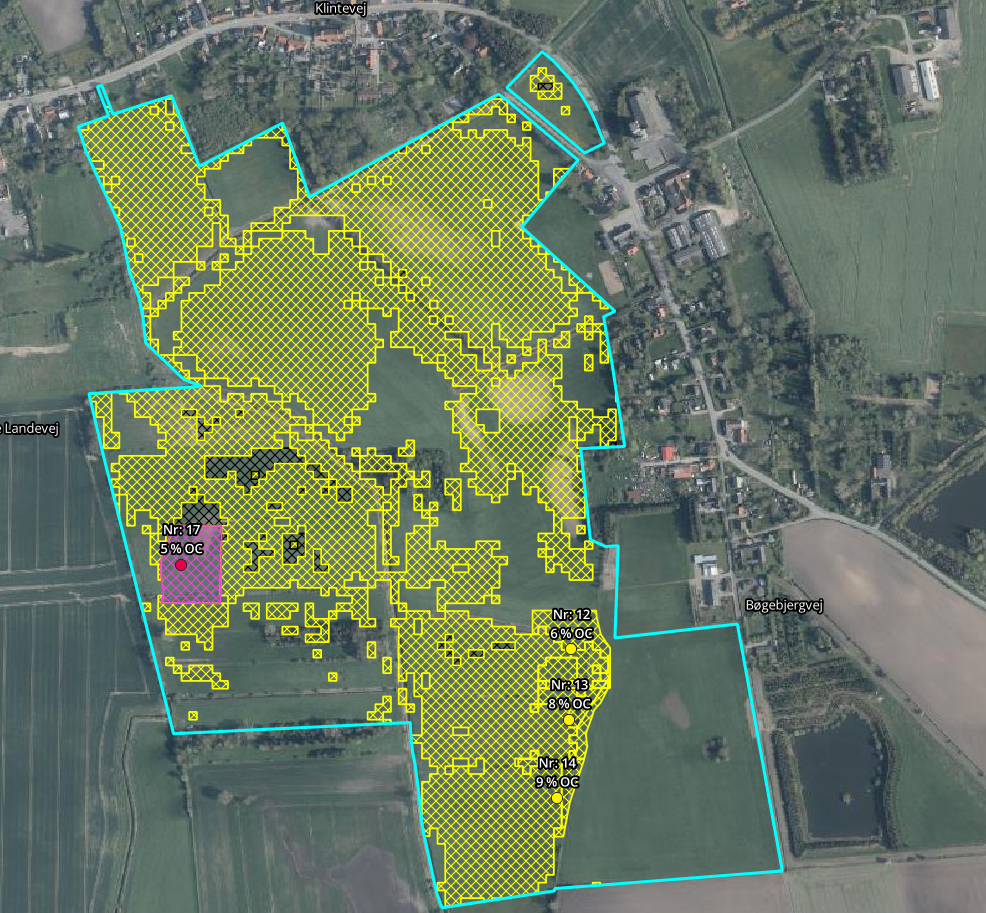 Klintevej
e Landevej
Nr: 17
5 % OC
Nr: 12
6 % OC
Bøgebjergvej
Nr: 13
8 % OC
Nr: 14
9 % OC